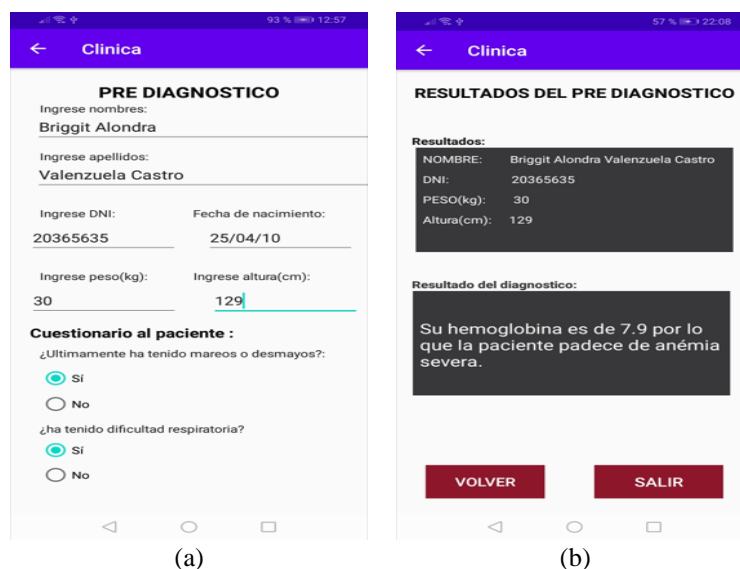 93 % 12:57
Clinica
PRE DIAGNOSTICO
Ingrese nombres:
Briggit Alondra
Ingrese apellidos:
Valenzuela Castro
Ingrese DNI: Fecha de nacimiento:
20365635 25/04/10
Ingrese peso(kg): Ingrese altura(cm):
30 129
Cuestionario al paciente :
¿Ultimamente ha tenido mareos o desmayos?:
Sí
No
¿ha tenido dificultad respiratoria?
Sí
No
(a)
57 % 22:08
Clinica
RESULTADOS DEL PRE DIAGNOSTICO
Resultados:
NOMBRE: Briggit Alondra Valenzuela Castro
DNI: 20365635
PESO(kg): 30
Altura(cm): 129
Resultado del diagnostico:
Su hemoglobina es de 7.9 por lo
que la paciente padece de anémia
severa.
VOLVER SALIR
(b)